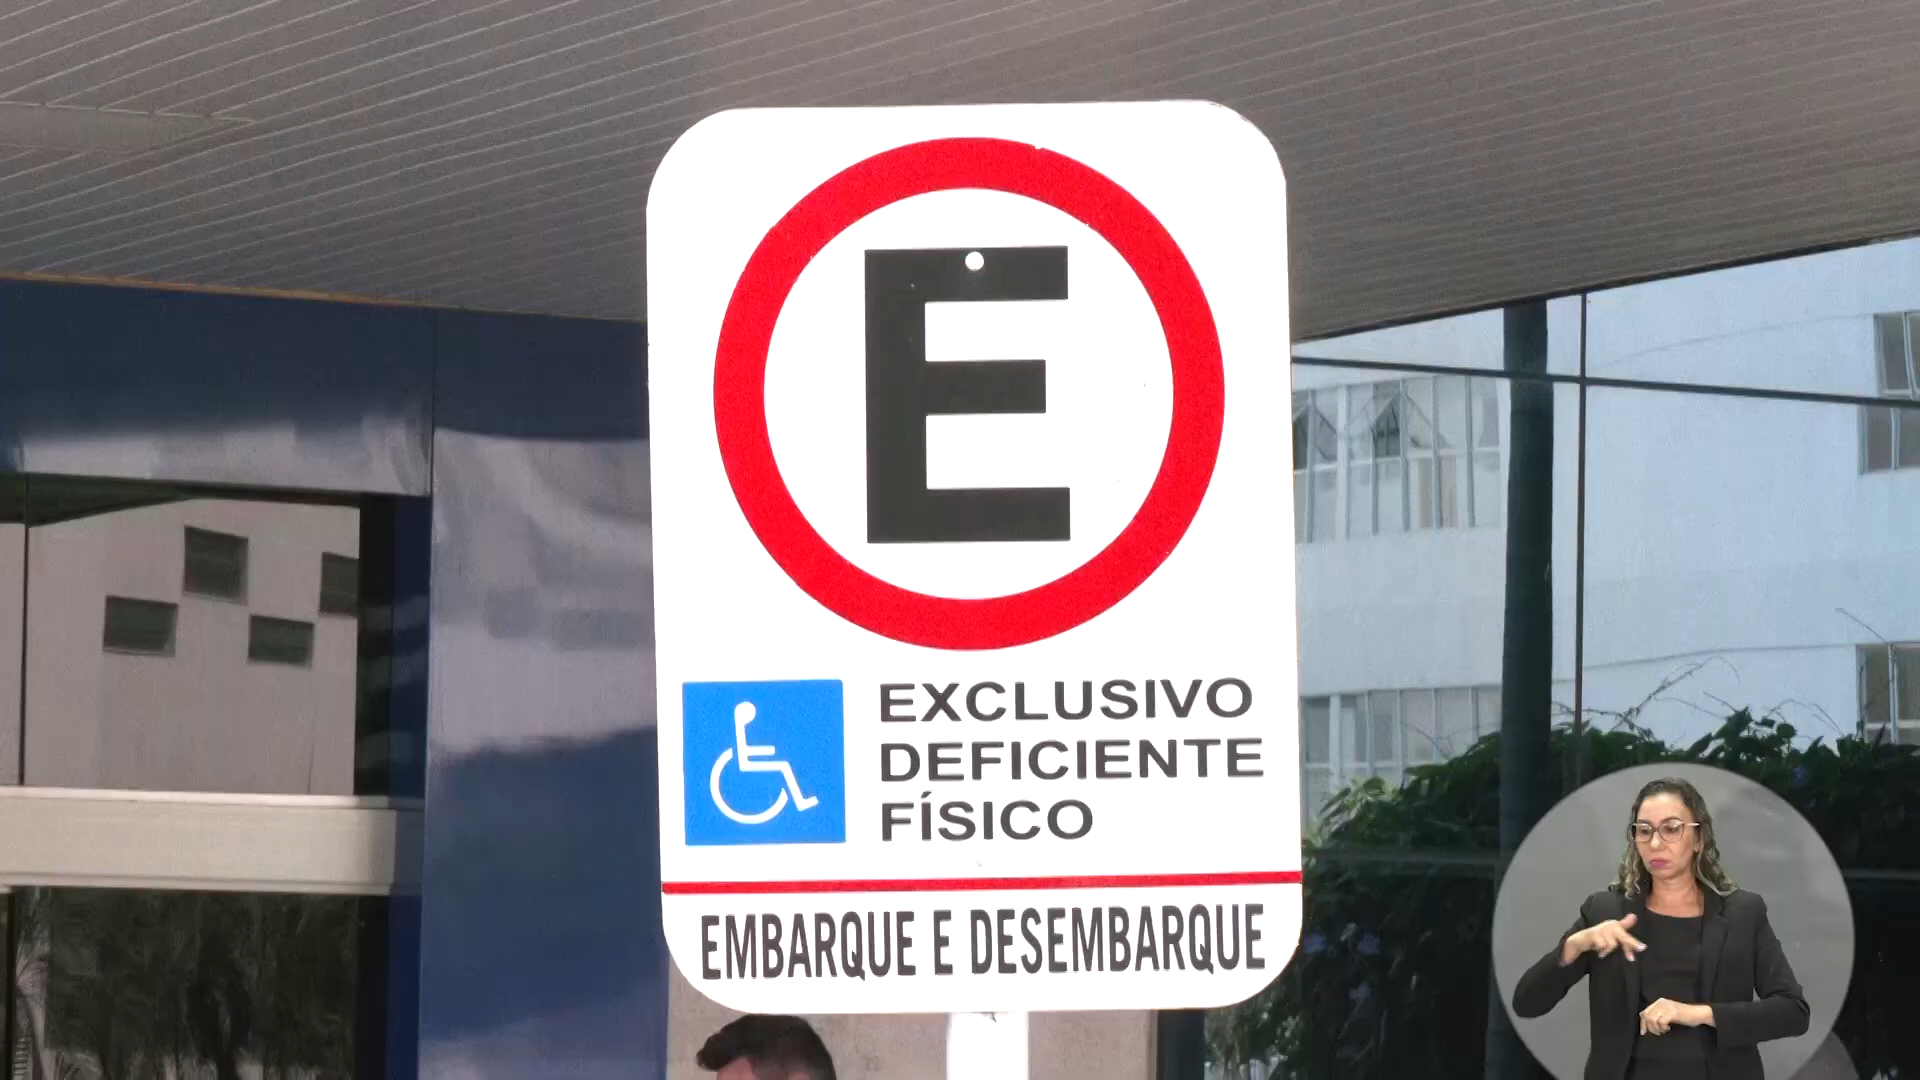 E
EXCLUSIVO
DEFICIENTE
FÍSICO
EMBARQUE E DESEMBARQUE